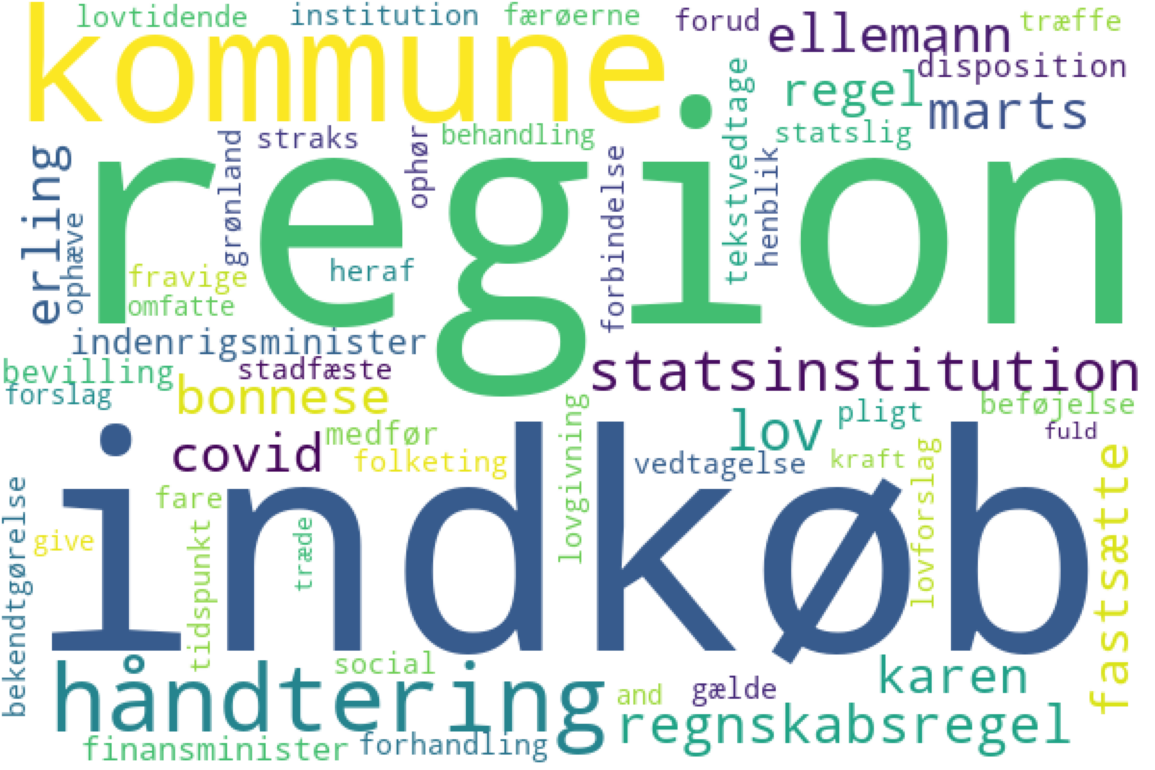 lovtidende
institution
færøerne
forud
ellemann
træffe
kommune
disposition
regel
marts
tekstvedtage
statslig
straks
ophør
behandling
erling
grønland
forbindelse
henblik
region
ophæve
fravige
heraf
omfatte
indenrigsminister
bevilling
stadfæste
statsinstitution
forslag
bonnese
lov
pligt
beføjelse
covid
medfør
folketing
lovgivning
vedtagelse
kraft
fuld
indkøb
fare
give
tidspunkt
træde
lovforslag
fastsætte
bekendtgørelse
håndtering
social
and
gælde
karen
regnskabsregel
finansminister
forhandling